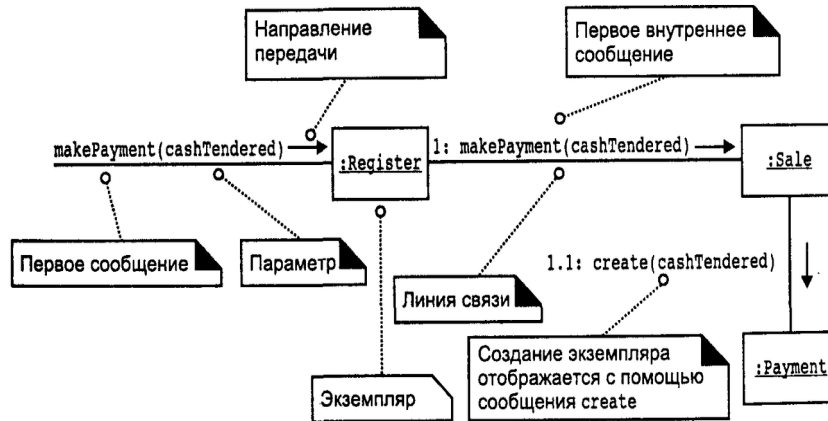 Направление
передачи
Первое внутреннее
сообщение
makePayment(cashTendered)
:Register
1: makePayment(cashTendered)
:Sale
Первое сообщение
Параметр
Линия связи
1.1: create(cashTendered)
Экземпляр
Создание экземпляра
отображается с помощью
сообщения create
:Payment